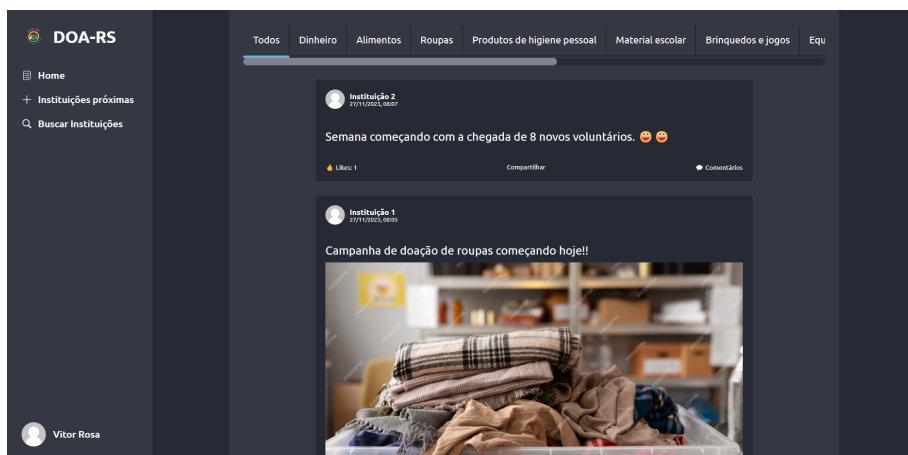 DOA-RS
Home
Instituições próximas
Buscar Instituições
Vitor Rosa
Todos Dinheiro Alimentos Roupas Produtos de higiene pessoal Material escolar Brinquedos e jogos Equ
Instituição 2
27/11/2023, 08:07
Semana começando com a chegada de 8 novos voluntários. 😀 😀
Likes: 1 Compartilhar Comentários
Instituição 1
27/11/2023, 08:05
Campanha de doação de roupas começando hoje!!